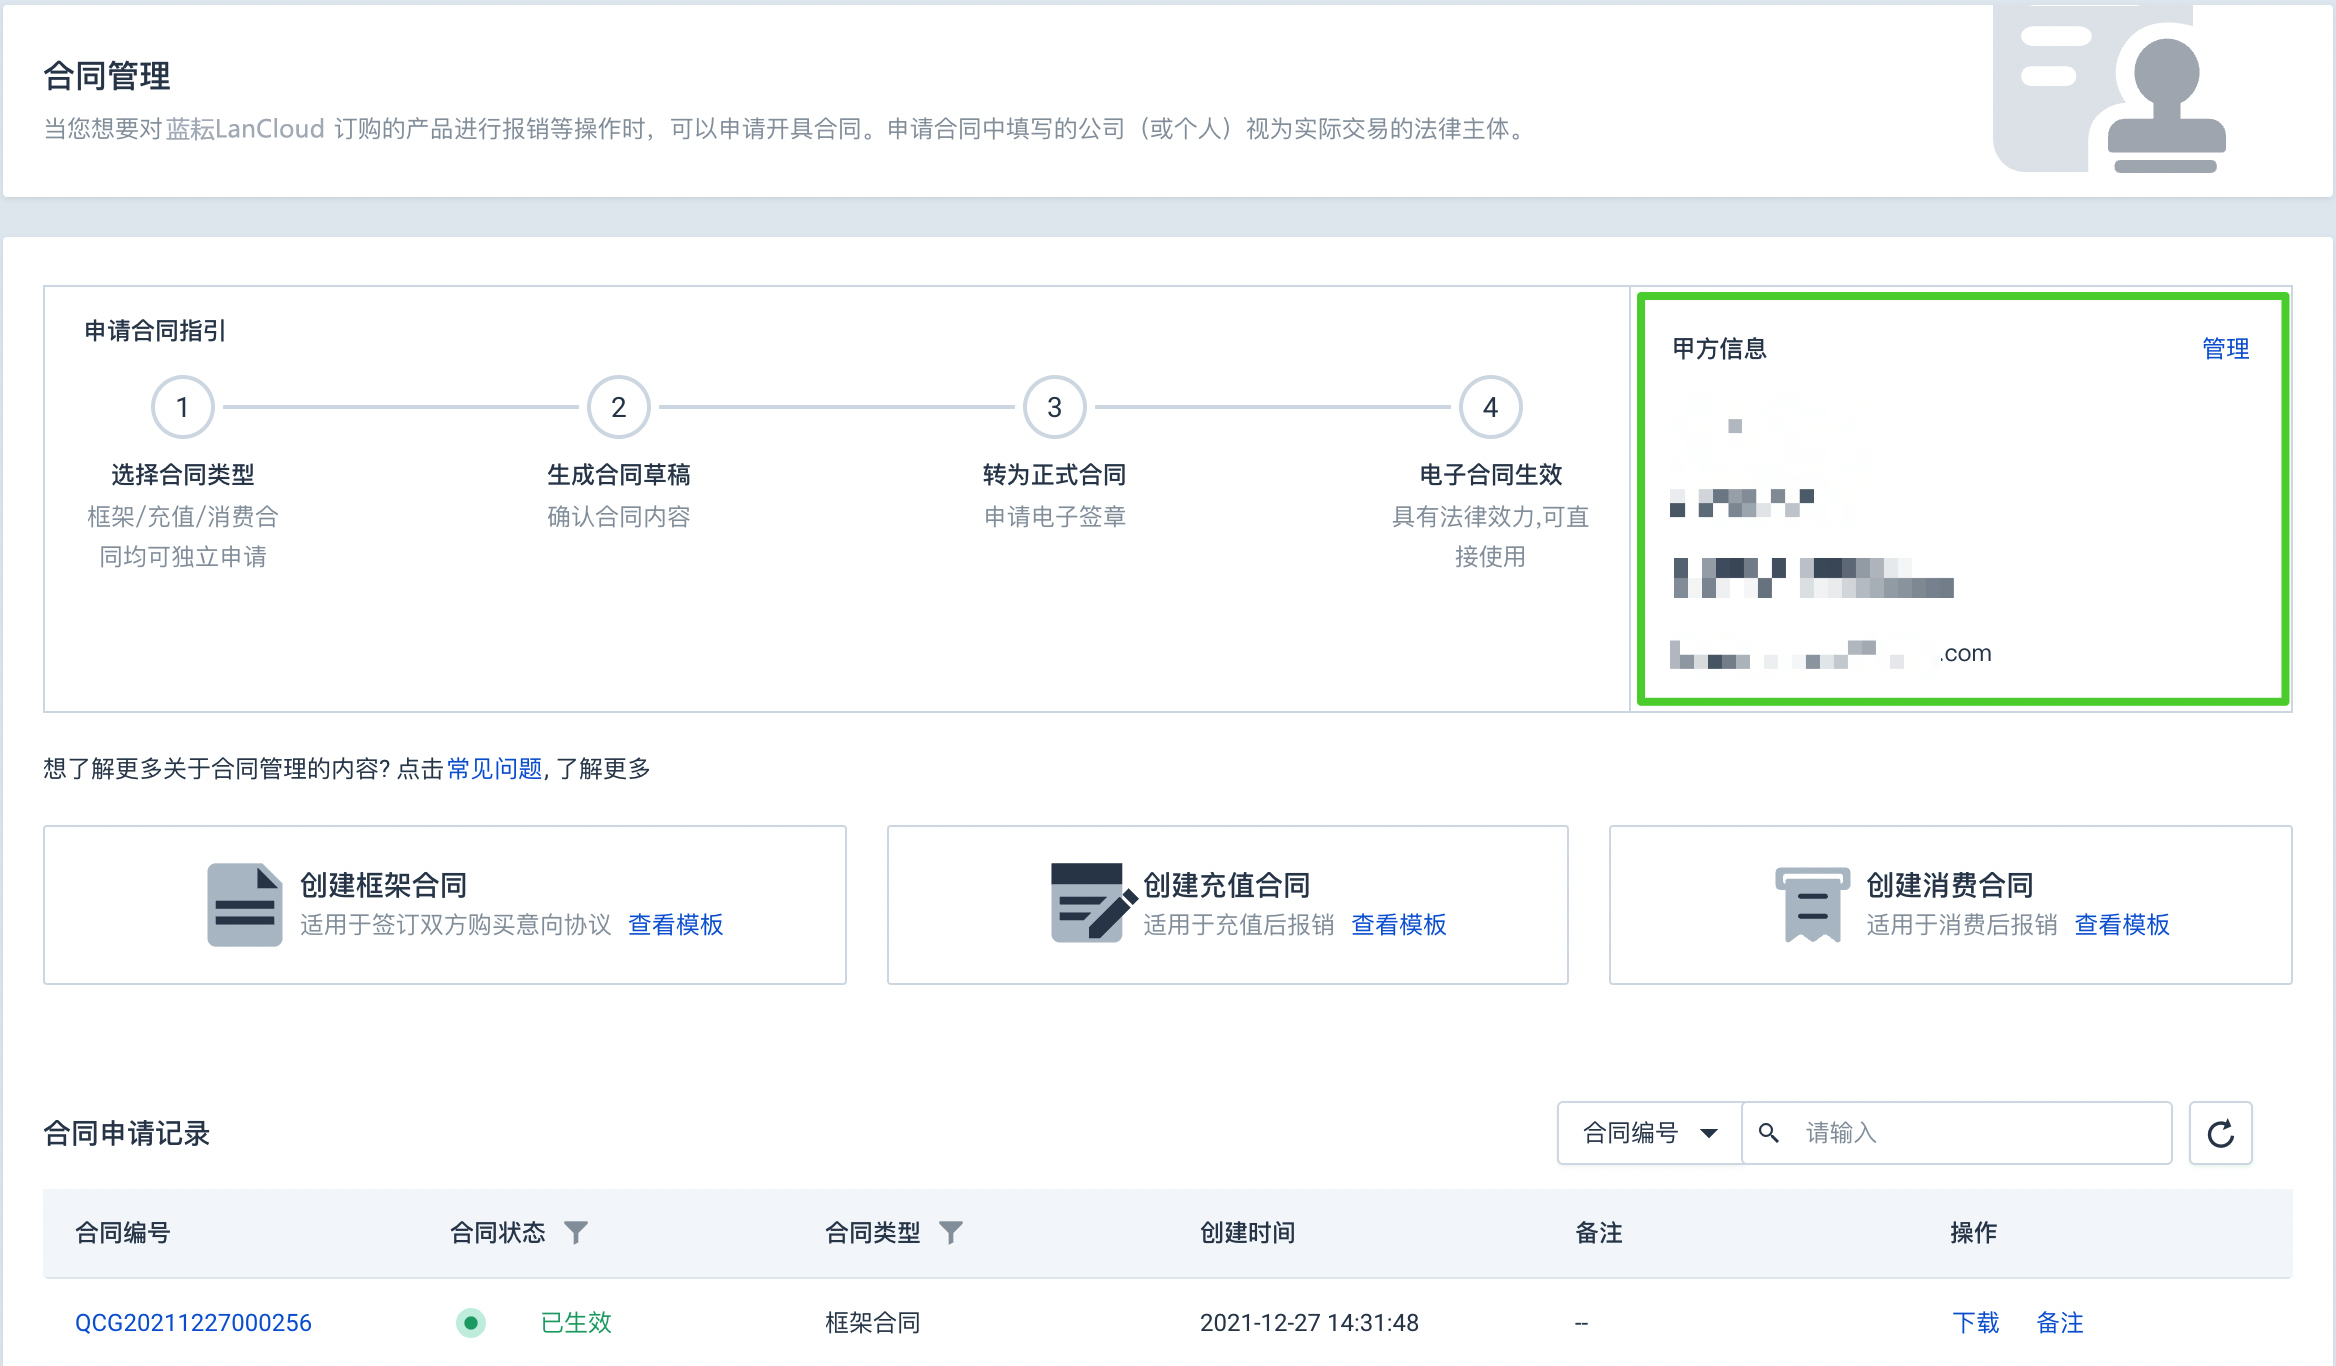 合同管理
当您想要对 蓝耘LanCloud 订购的产品进行报销等操作时，可以申请开具合同。申请合同中填写的公司（或个人）视为实际交易的法律主体。
申请合同指引
1
选择合同类型
框架/充值/消费合
同均可独立申请
2
生成合同草稿
确认合同内容
3
转为正式合同
申请电子签章
4
电子合同生效
具有法律效力,可直
接使用
甲方信息
管理
.com
想了解更多关于合同管理的内容? 点击常见问题, 了解更多
创建框架合同
适用于签订双方购买意向协议 查看模板
创建充值合同
适用于充值后报销 查看模板
创建消费合同
适用于消费后报销 查看模板
合同申请记录
合同编号
请输入
合同编号 合同状态 合同类型 创建时间 备注 操作
QCG20211227000256 已生效 框架合同 2021-12-27 14:31:48 -- 下载 备注